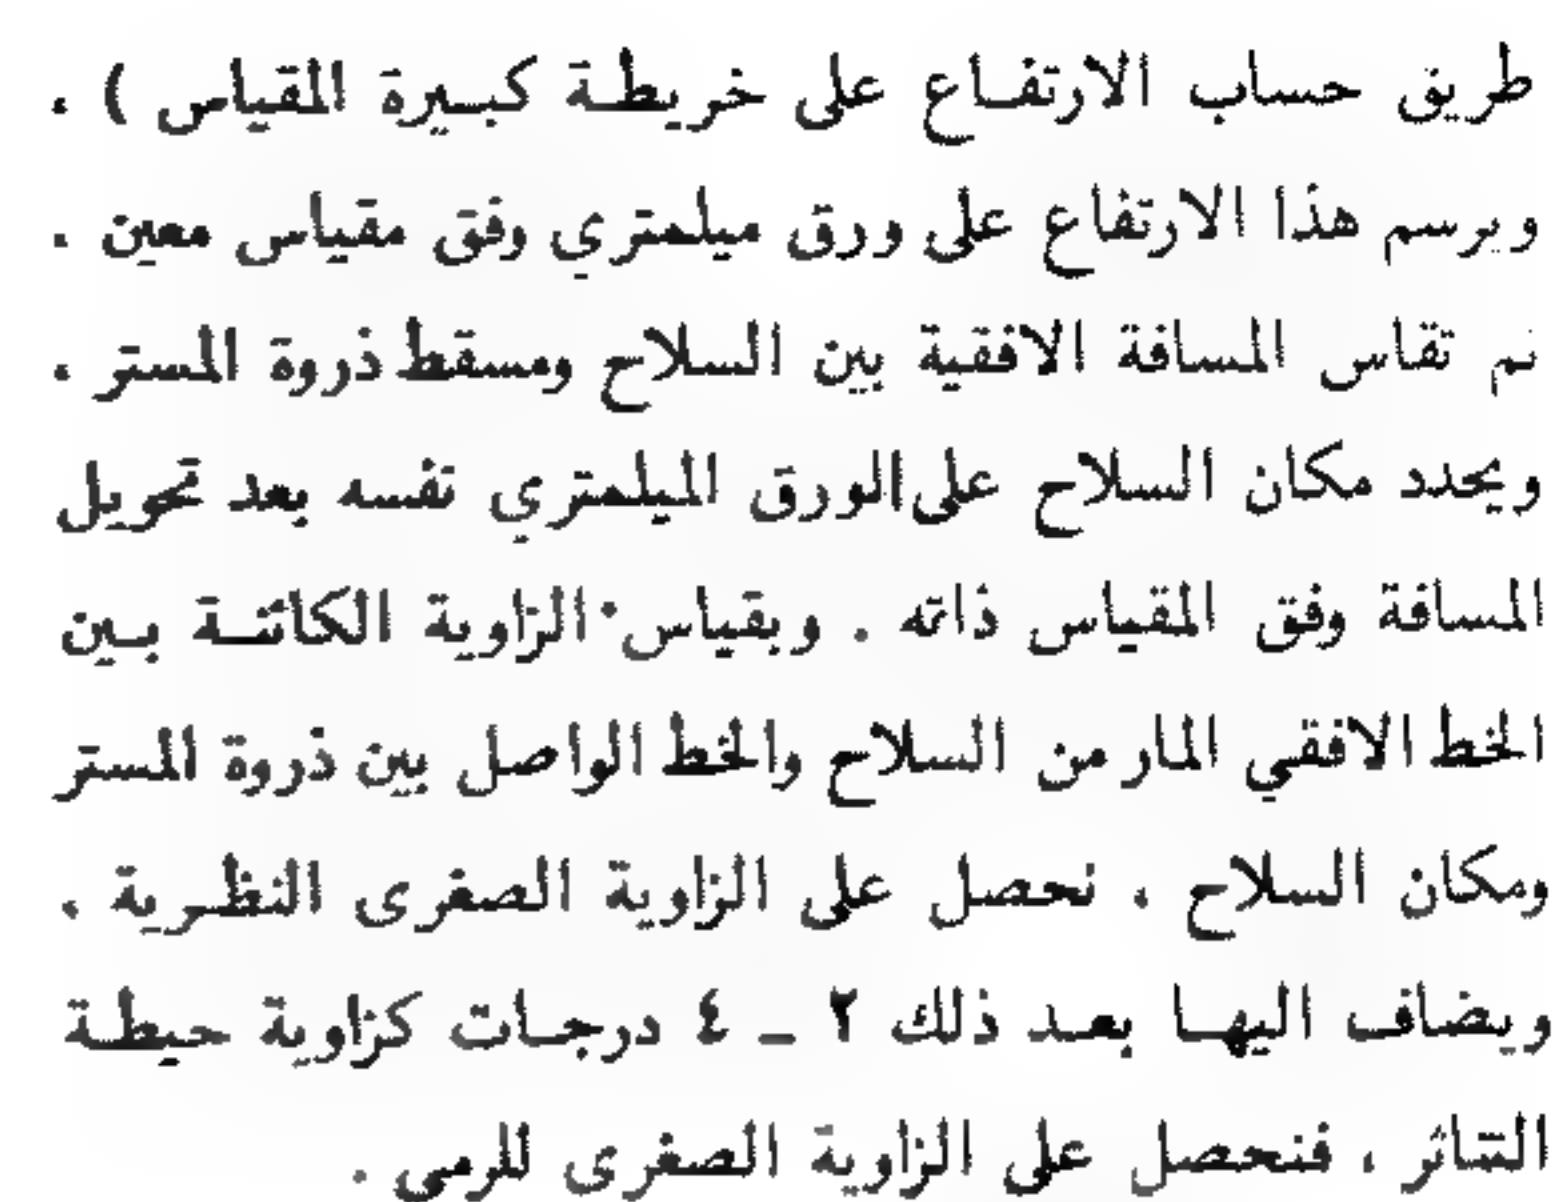 طريق حساب الارتفاع على خريطة كبيرة المقياس ) ،
ويرسم هذا الارتفاع على ورق ميلمتري وفق مقياس معين .
ثم تقاس المسافة الافقية بين السلاح ومسقط ذروة المستر ،
ويحدد مكان السلاح على الورق الميلمتري نفسه بعد تحويل
المسافة وفق المقياس ذاته . وبقياس الزاوية الكائنة بين
الخط الافقي المار من السلاح والخط الواصل بين ذروة المستر
ومكان السلاح ، نحصل على الزاوية الصغرى النظرية ،
ويضاف اليها بعد ذلك ٢ - ٤ درجات كزاوية حيطة
التناثر ، فنحصل على الزاوية الصغرى للرمي .